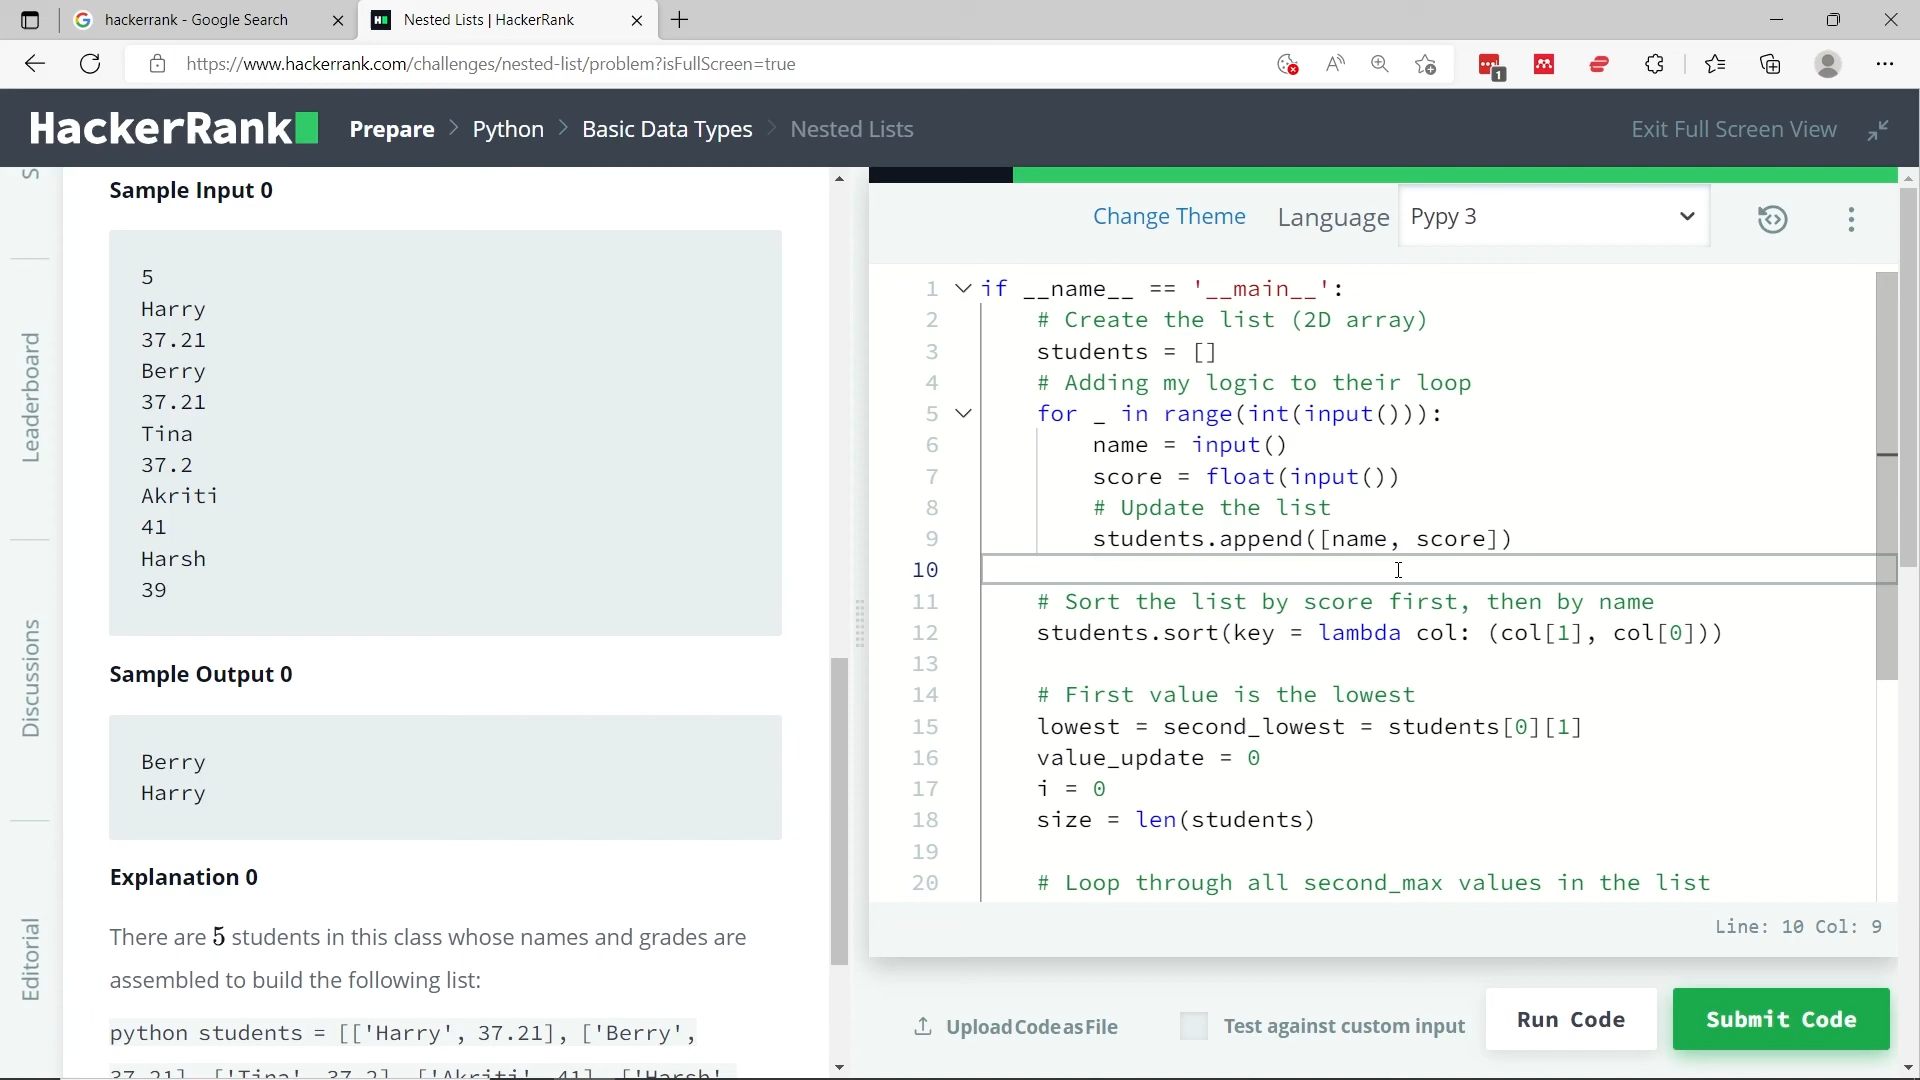 hackerrank - Google Search
Nested Lists | HackerRank
https://www.hackerrank.com/challenges/nested-list/problem?isFullScreen=true
1
HackerRank
Prepare > Python > Basic Data Types > Nested Lists
Exit Full Screen View
S
Leaderboard
Discussions
Editorial
Sample Input 0
5
Harry
37.21
Berry
37.21
Tina
37.2
Akriti
41
Harsh
39
Sample Output 0
Berry
Harry
Explanation 0
There are 5 students in this class whose names and grades are
assembled to build the following list:
python students = [['Harry', 37.21], ['Berry',
37.21], ['Tina', 37.2], ['Akriti', 41], ['Harsh',
Change Theme Language Pypy 3
1 if __name__ == '__main__':
2 # Create the list (2D array)
3 students = []
4 # Adding my logic to their loop
5 for _ in range(int(input())):
6 name = input()
7 score = float(input())
8 # Update the list
9 students.append([name, score])
10
11 # Sort the list by score first, then by name
12 students.sort(key = lambda col: (col[1], col[0]))
13
14 # First value is the lowest
15 lowest = second_lowest = students[0][1]
16 value_update = 0
17 i = 0
18 size = len(students)
19
20 # Loop through all second_max values in the list
Line: 10 Col: 9
Upload Code as File
Test against custom input
Run Code
Submit Code